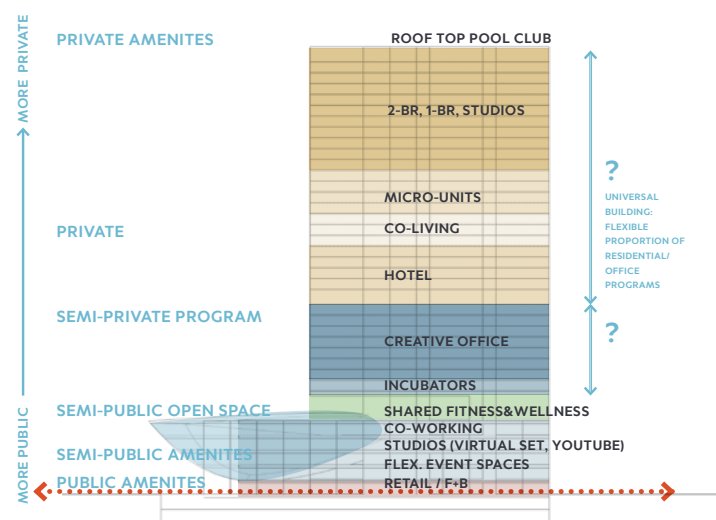 MORE PRIVATE
PRIVATE AMENITES
ROOF TOP POOL CLUB
2-BR, 1-BR, STUDIOS
?
MICRO-UNITS
UNIVERSAL
BUILDING:
FLEXIBLE
PROPORTION OF
RESIDENTIAL/
OFFICE
PROGRAMS
PRIVATE
CO-LIVING
HOTEL
SEMI-PRIVATE PROGRAM
?
CREATIVE OFFICE
INCUBATORS
MORE PUBLIC
SEMI-PUBLIC OPEN SPACE
SHARED FITNESS&WELLNESS
CO-WORKING
STUDIOS (VIRTUAL SET, YOUTUBE)
SEMI-PUBLIC AMENITES
FLEX. EVENT SPACES
PUBLIC AMENITES
RETAIL / F+B